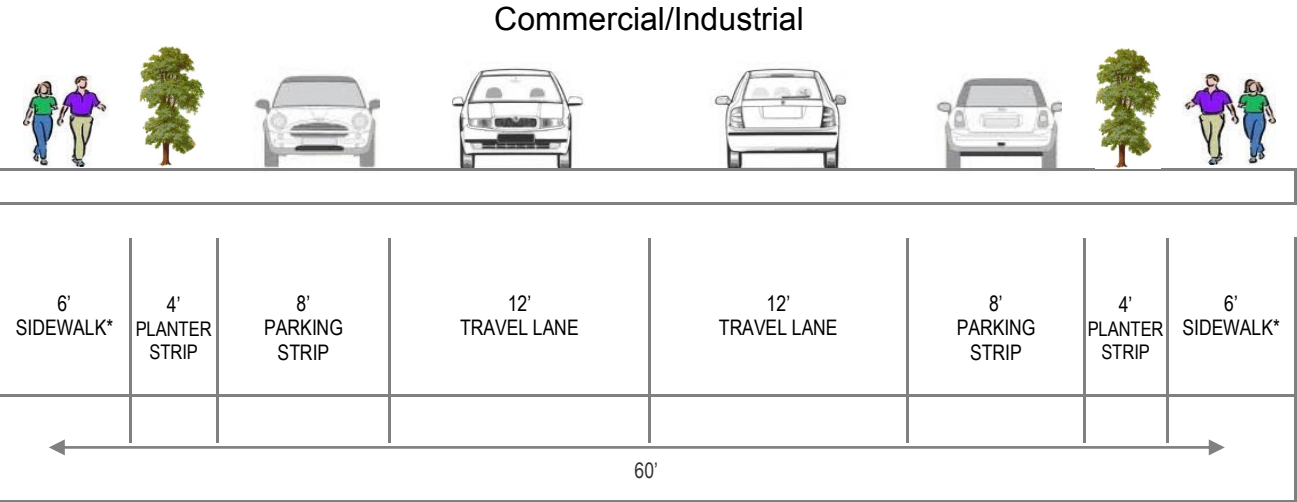 Commercial/Industrial
6’
SIDEWALK*
4’
PLANTER
STRIP
8’
PARKING
STRIP
12’
TRAVEL LANE
12’
TRAVEL LANE
8’
PARKING
STRIP
4’
PLANTER
STRIP
6’
SIDEWALK*
60’